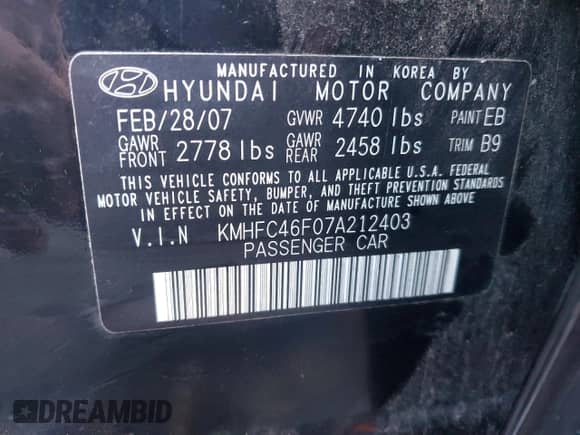 MANUFACTURED IN KOREA BY
HYUNDAI MOTOR COMPANY
FEB/28/07 GVWR 4740 lbs PAINT EB
GAWR FRONT 2778 lbs GAWR REAR 2458 lbs TRIM B9
THIS VEHICLE CONFORMS TO ALL APPLICABLE U.S.A. FEDERAL
MOTOR VEHICLE SAFETY, BUMPER, AND THEFT PREVENTION STANDARDS
IN EFFECT ON THE DATE OF MANUFACTURE SHOWN ABOVE
V.I.N KMHFC46F07A212403
PASSENGER CAR
DREAMBID